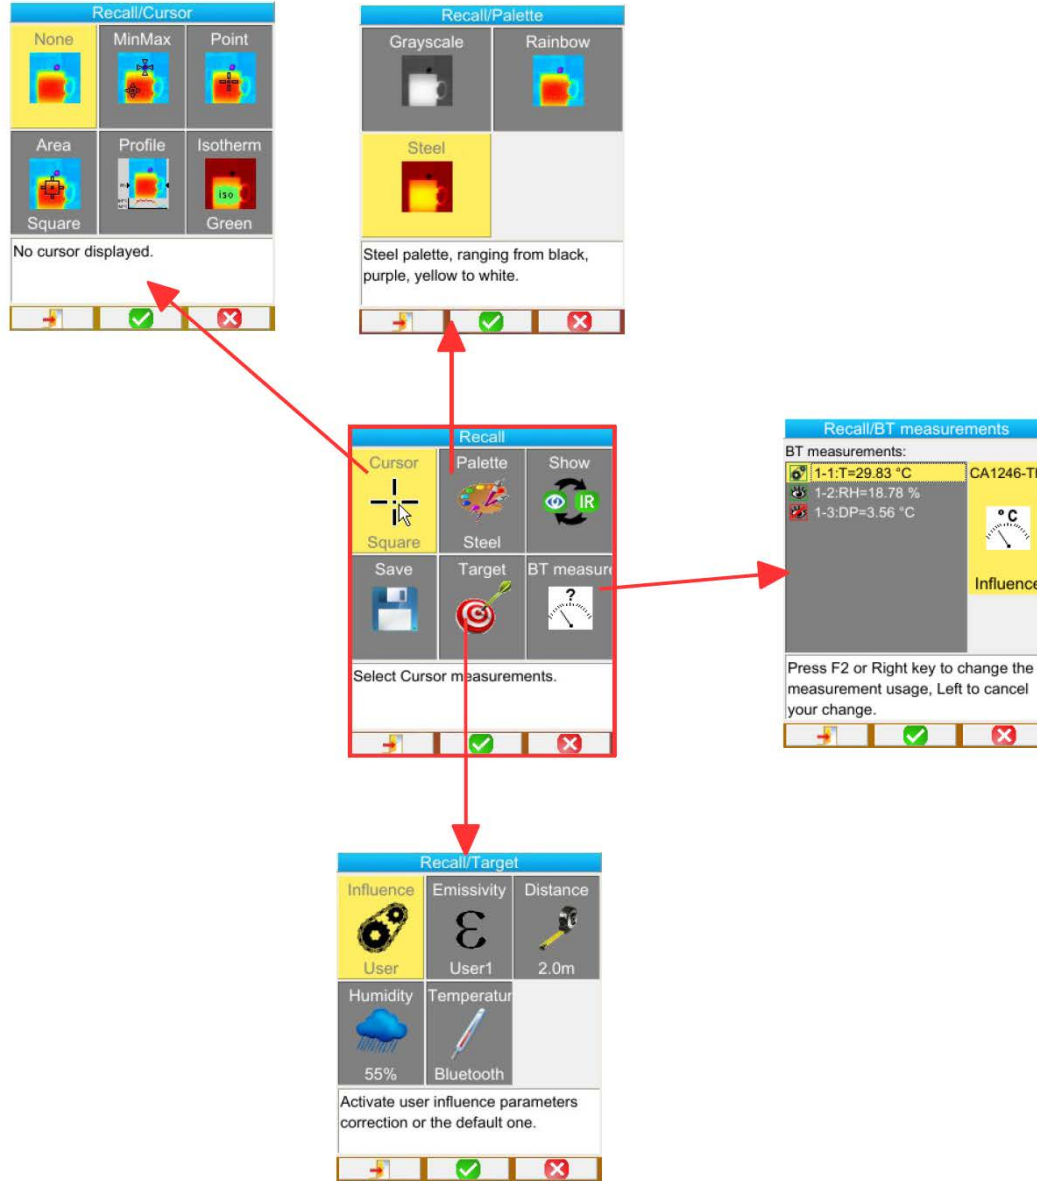 Recall/Cursor
None
MinMax
Point
Area
Profile
Isotherm
iso
Square
Green
No cursor displayed.
Recall/Palette
Grayscale
Rainbow
Steel
Steel palette, ranging from black,
purple, yellow to white.
Recall
Cursor
Palette
Show
IR
Square
Steel
Save
Target
BT measure
?
Select Cursor measurements.
Recall/BT measurements
BT measurements:
1-1:T=29.83 °C
1-2:RH=18.78 %
1-3:DP=3.56 °C
°C
Influence
Press F2 or Right key to change the
measurement usage, Left to cancel
your change.
Recall/Target
Influence
Emissivity
Distance
ε
User
User1
2.0m
Humidity
Temperatur
55%
Bluetooth
Activate user influence parameters
correction or the default one.